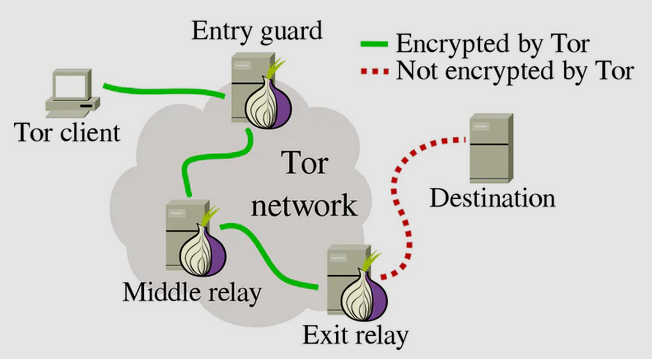 Entry guard
Encrypted by Tor
Not encrypted by Tor
Tor client
Tor
network
Destination
Middle relay
Exit relay